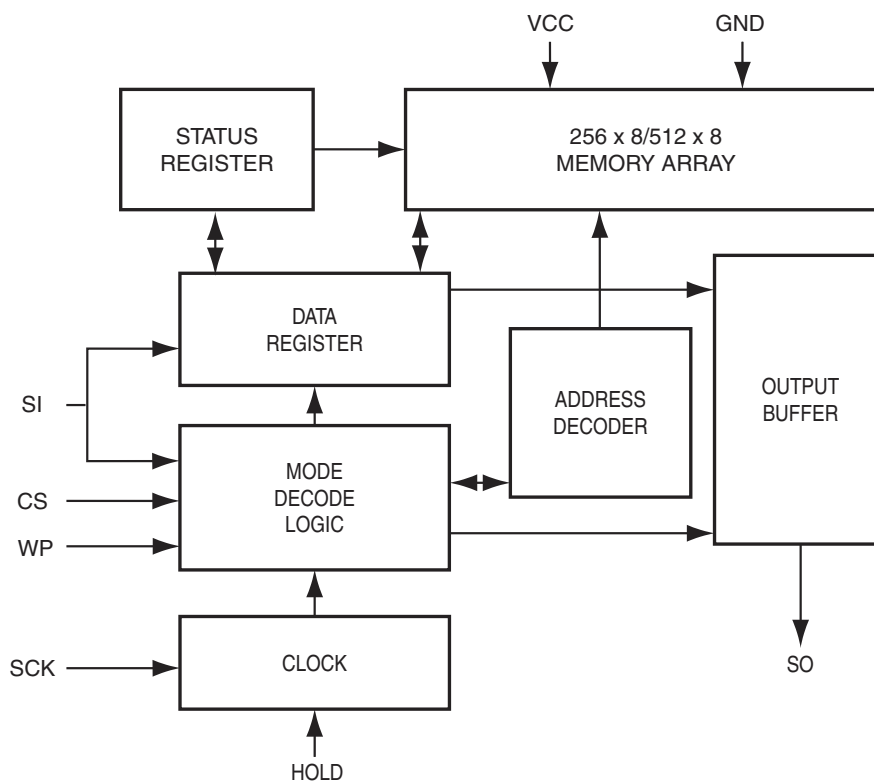 VCC
GND
STATUS
REGISTER
256 x 8/512 x 8
MEMORY ARRAY
DATA
REGISTER
SI
ADDRESS
DECODER
OUTPUT
BUFFER
MODE
DECODE
LOGIC
CS
WP
SCK
CLOCK
SO
HOLD